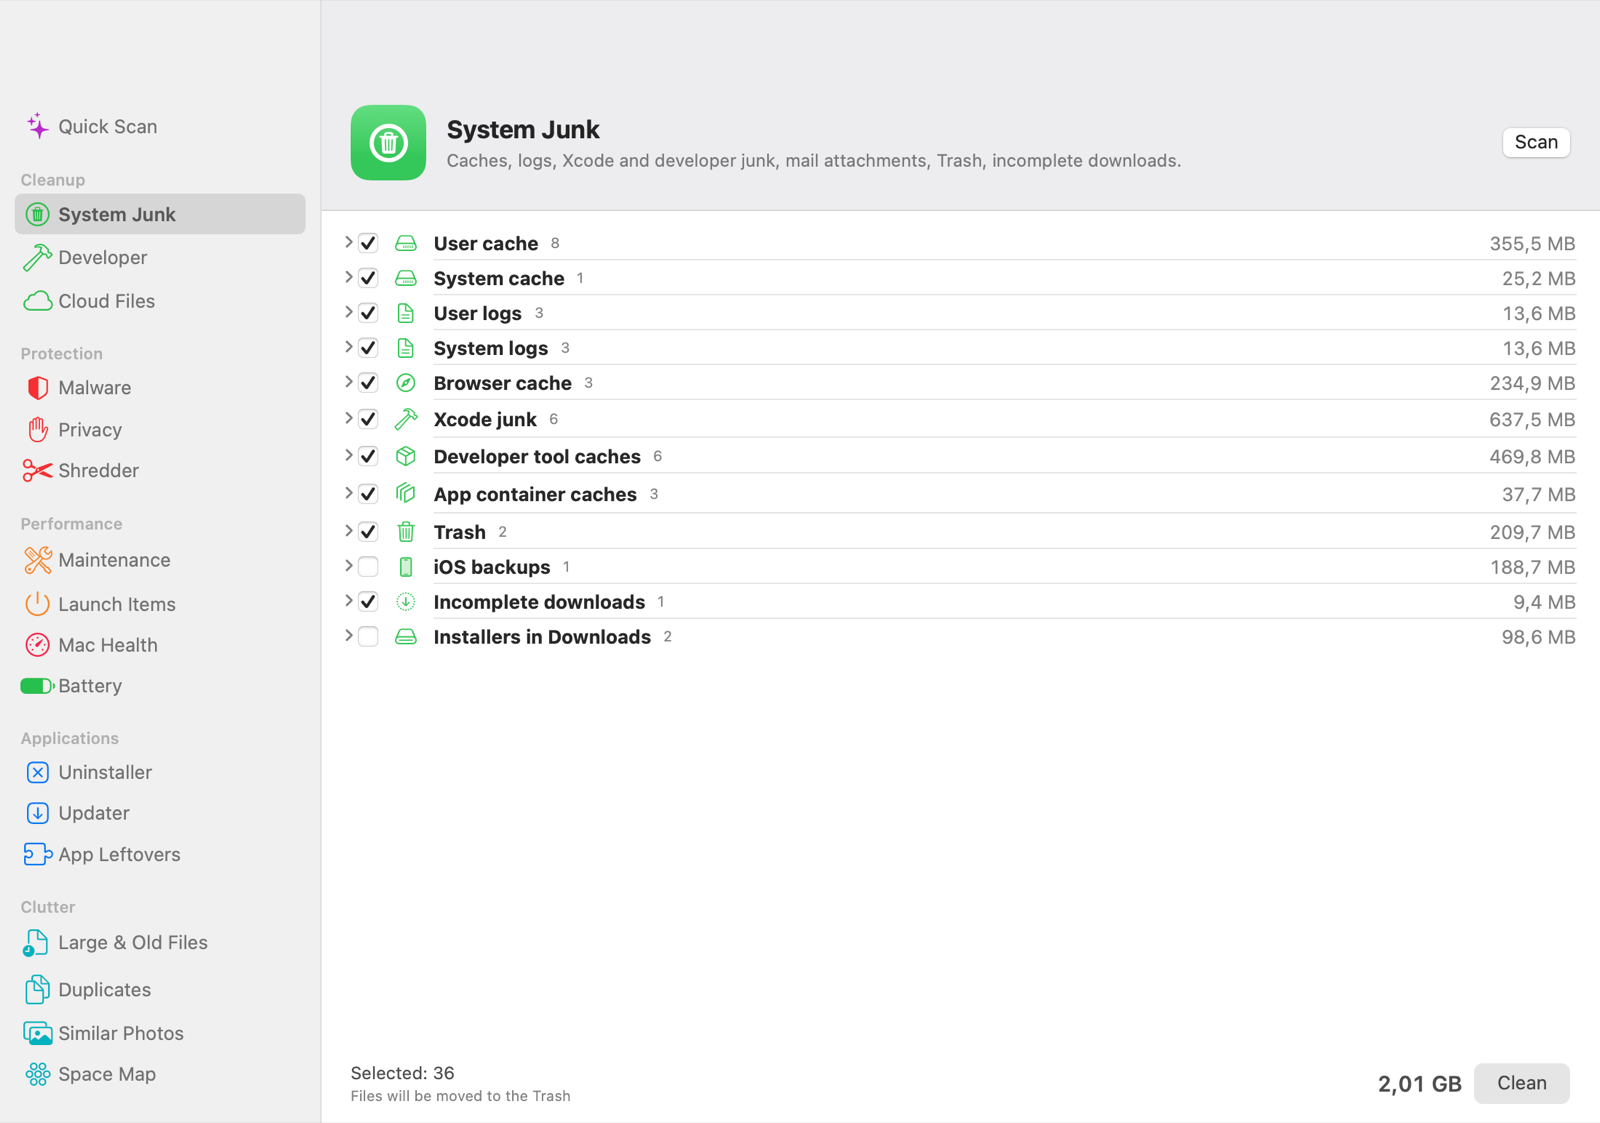 Quick Scan
Cleanup
System Junk
Developer
Cloud Files
Protection
Malware
Privacy
Shredder
Performance
Maintenance
Launch Items
Mac Health
Battery
Applications
Uninstaller
Updater
App Leftovers
Clutter
Large & Old Files
Duplicates
Similar Photos
Space Map
System Junk
Caches, logs, Xcode and developer junk, mail attachments, Trash, incomplete downloads.
Scan
User cache 8 355,5 MB
System cache 1 25,2 MB
User logs 3 13,6 MB
System logs 3 13,6 MB
Browser cache 3 234,9 MB
Xcode junk 6 637,5 MB
Developer tool caches 6 469,8 MB
App container caches 3 37,7 MB
Trash 2 209,7 MB
iOS backups 1 188,7 MB
Incomplete downloads 1 9,4 MB
Installers in Downloads 2 98,6 MB
Selected: 36
Files will be moved to the Trash
2,01 GB
Clean